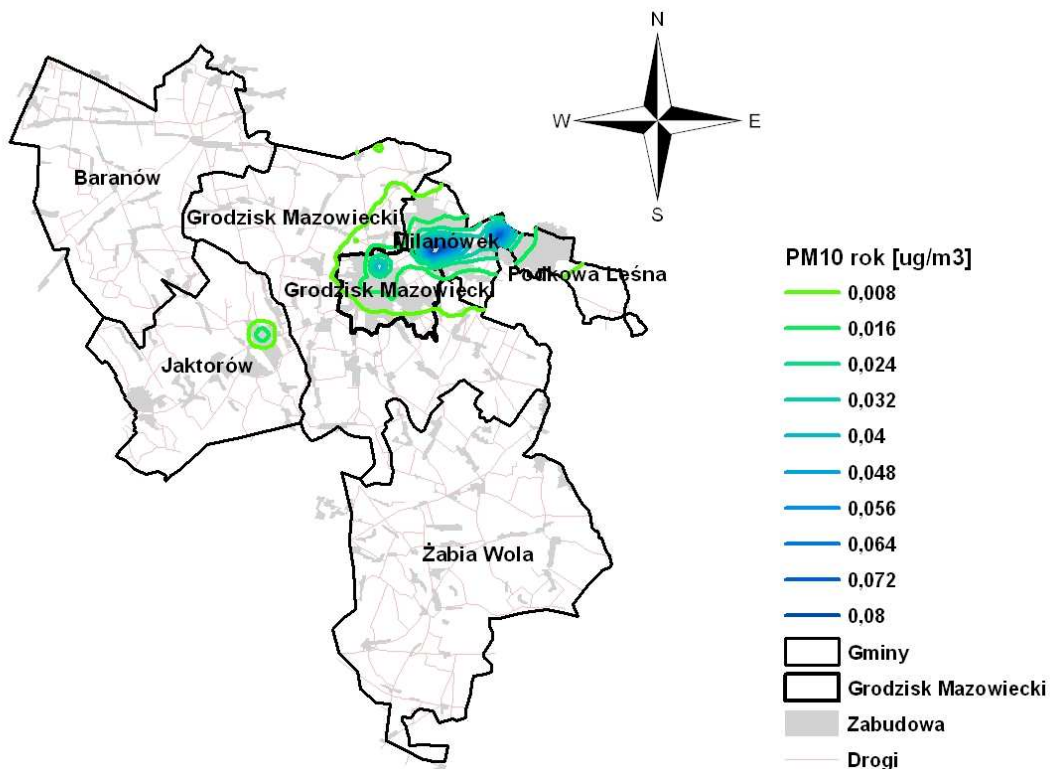 N
W
E
S
Baranów
Grodzisk Mazowiecki
Milanówek
Podkowa Leśna
Grodzisk Mazowiecki
Jaktorów
Żabia Wola
PM10 rok [ug/m3]
0,008
0,016
0,024
0,032
0,04
0,048
0,056
0,064
0,072
0,08
Gminy
Grodzisk Mazowiecki
Zabudowa
Drogi